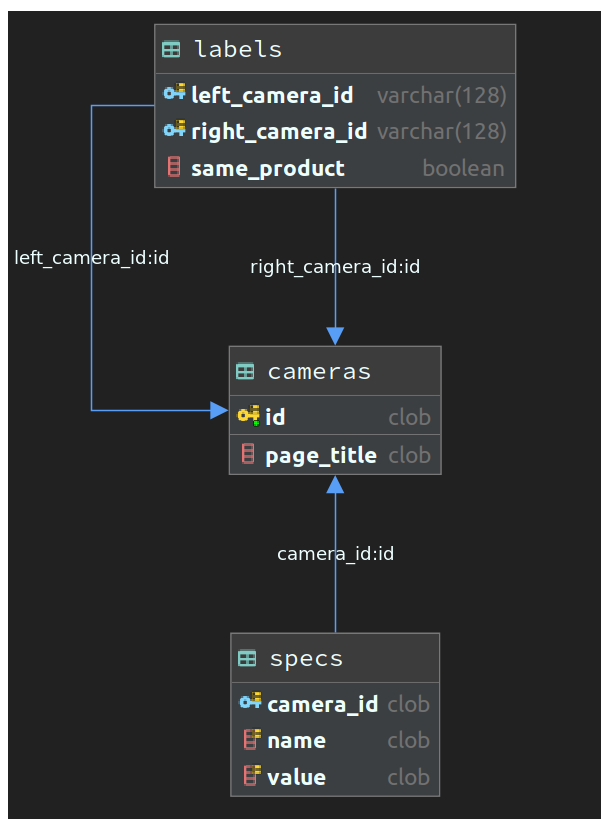 labels
left_camera_id varchar(128)
right_camera_id varchar(128)
same_product boolean
left_camera_id:id
right_camera_id:id
cameras
id clob
page_title clob
camera_id:id
specs
camera_id clob
name clob
value clob